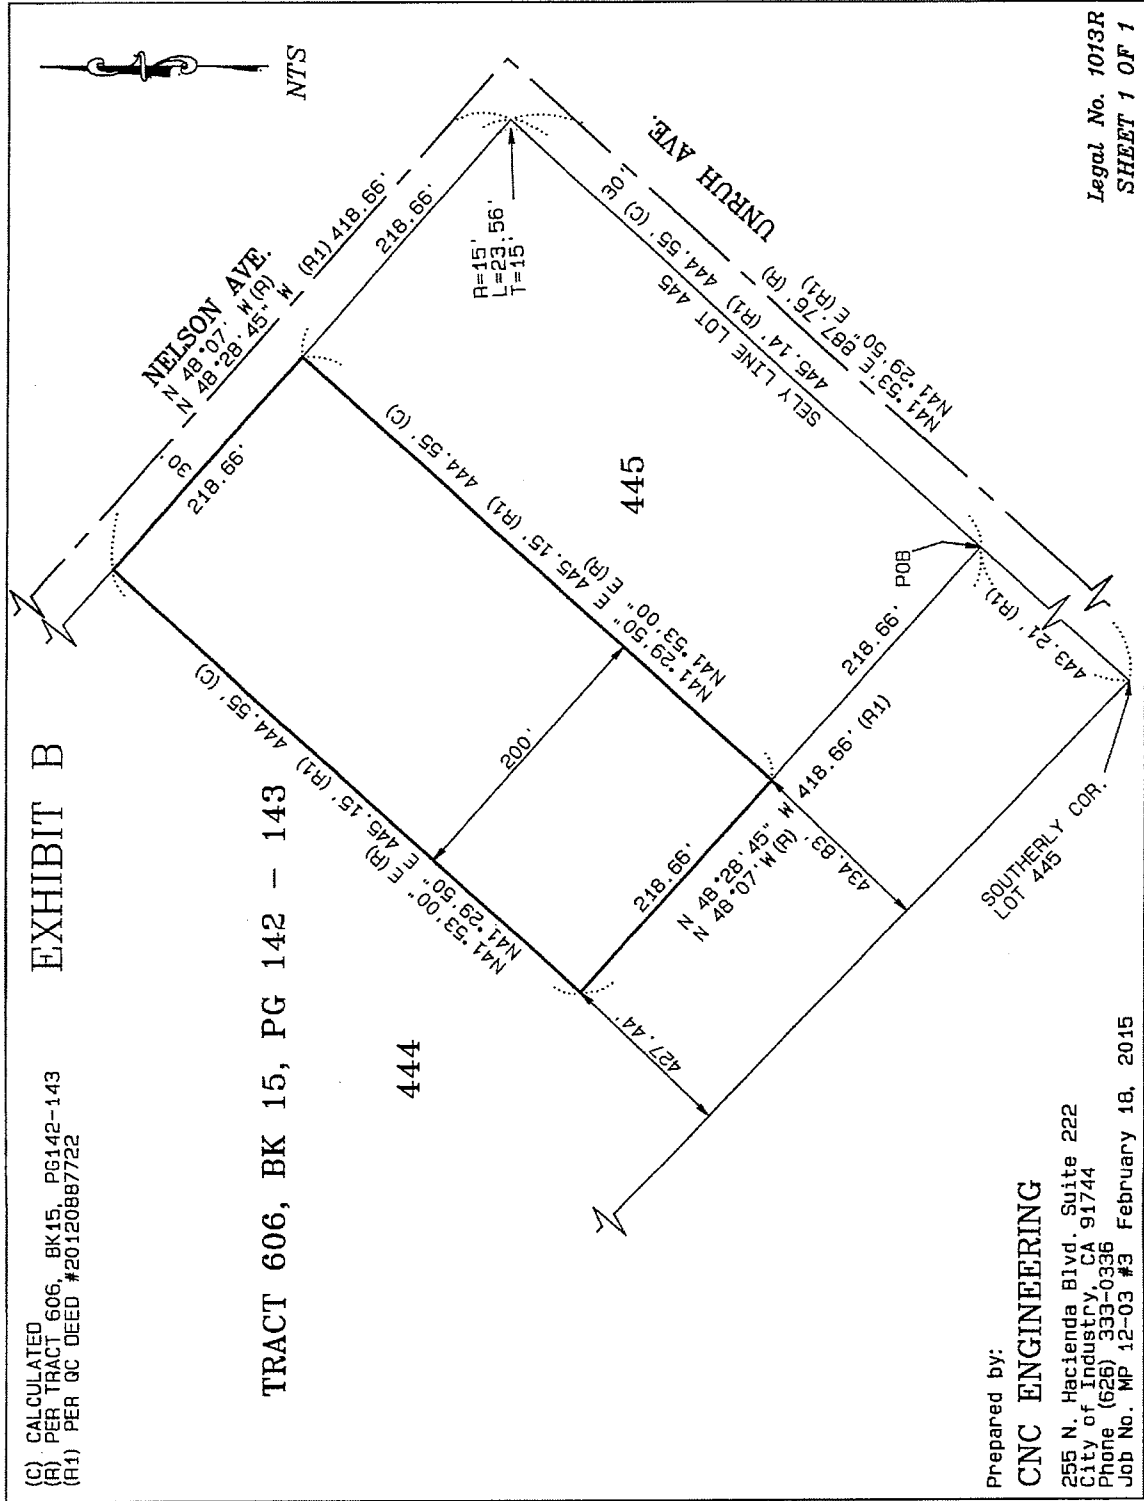 (C) CALCULATED
(R) PER TRACT 606, BK15, PG142-143
(R1) PER QC DEED #20120887722
EXHIBIT B
NTS
TRACT 606, BK 15, PG 142 - 143
444
445
NELSON AVE.
N 48°07' W (R)
N 48°28'45" W (R1) 418.66'
30'
218.66'
218.66'
R=15'
L=23.56'
T=15'
UNRUH AVE.
30'
SELY LINE LOT 445
445.14' (R1) 444.55' (C)
N41°53'E 887.76' (R)
N41°29'50" E (R1)
N41°53'00" E (R)
N41°29'50" E 445.15' (R1) 444.55' (C)
200'
N41°29'50" E 445.15' (R1) 444.55' (C)
N41°53'00" E (R)
POB
218.66'
218.66'
N 48°28'45" W 418.66' (R1)
N 48°07' W (R)
443.21' (R1)
434.83'
427.44'
SOUTHERLY COR.
LOT 445
Prepared by:
CNC ENGINEERING
255 N. Hacienda Blvd. Suite 222
City of Industry, CA 91744
Phone (626) 333-0336
Job No. MP 12-03 #3 February 18, 2015
Legal No. 1013R
SHEET 1 OF 1